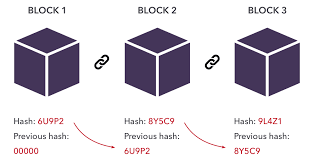 BLOCK 1
BLOCK 2
BLOCK 3
Hash: 6U9P2
Previous hash:
00000
Hash: 8Y5C9
Previous hash:
6U9P2
Hash: 9L4Z1
Previous hash:
8Y5C9